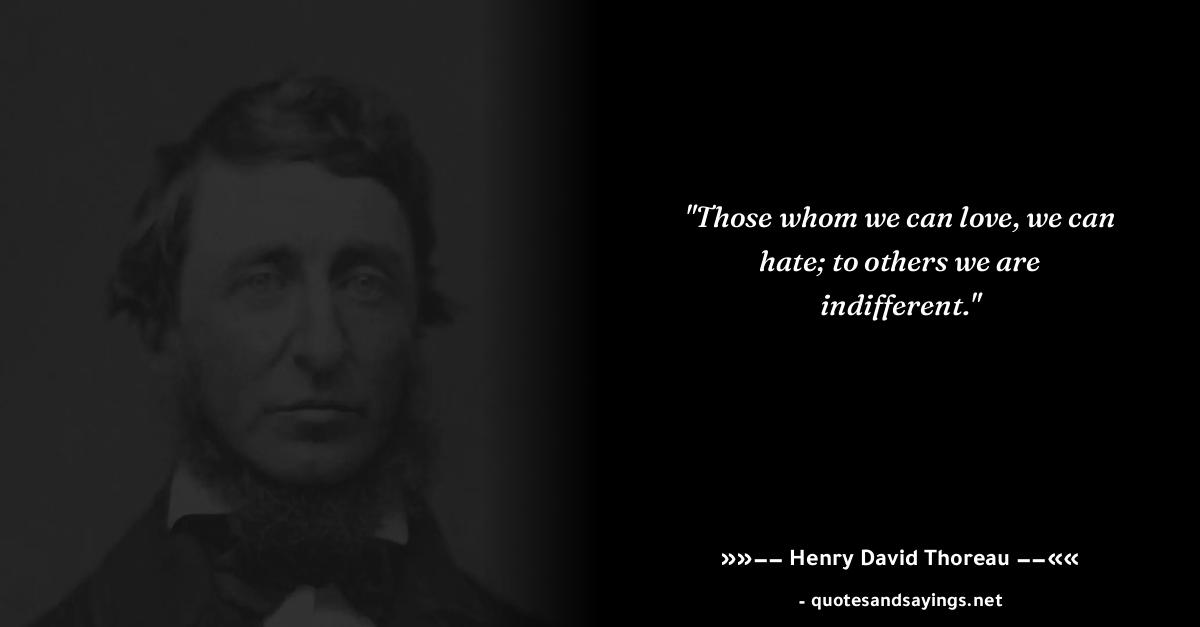 "Those whom we can love, we can
hate; to others we are
indifferent."
»»−− Henry David Thoreau −−««
- quotesandsayings.net